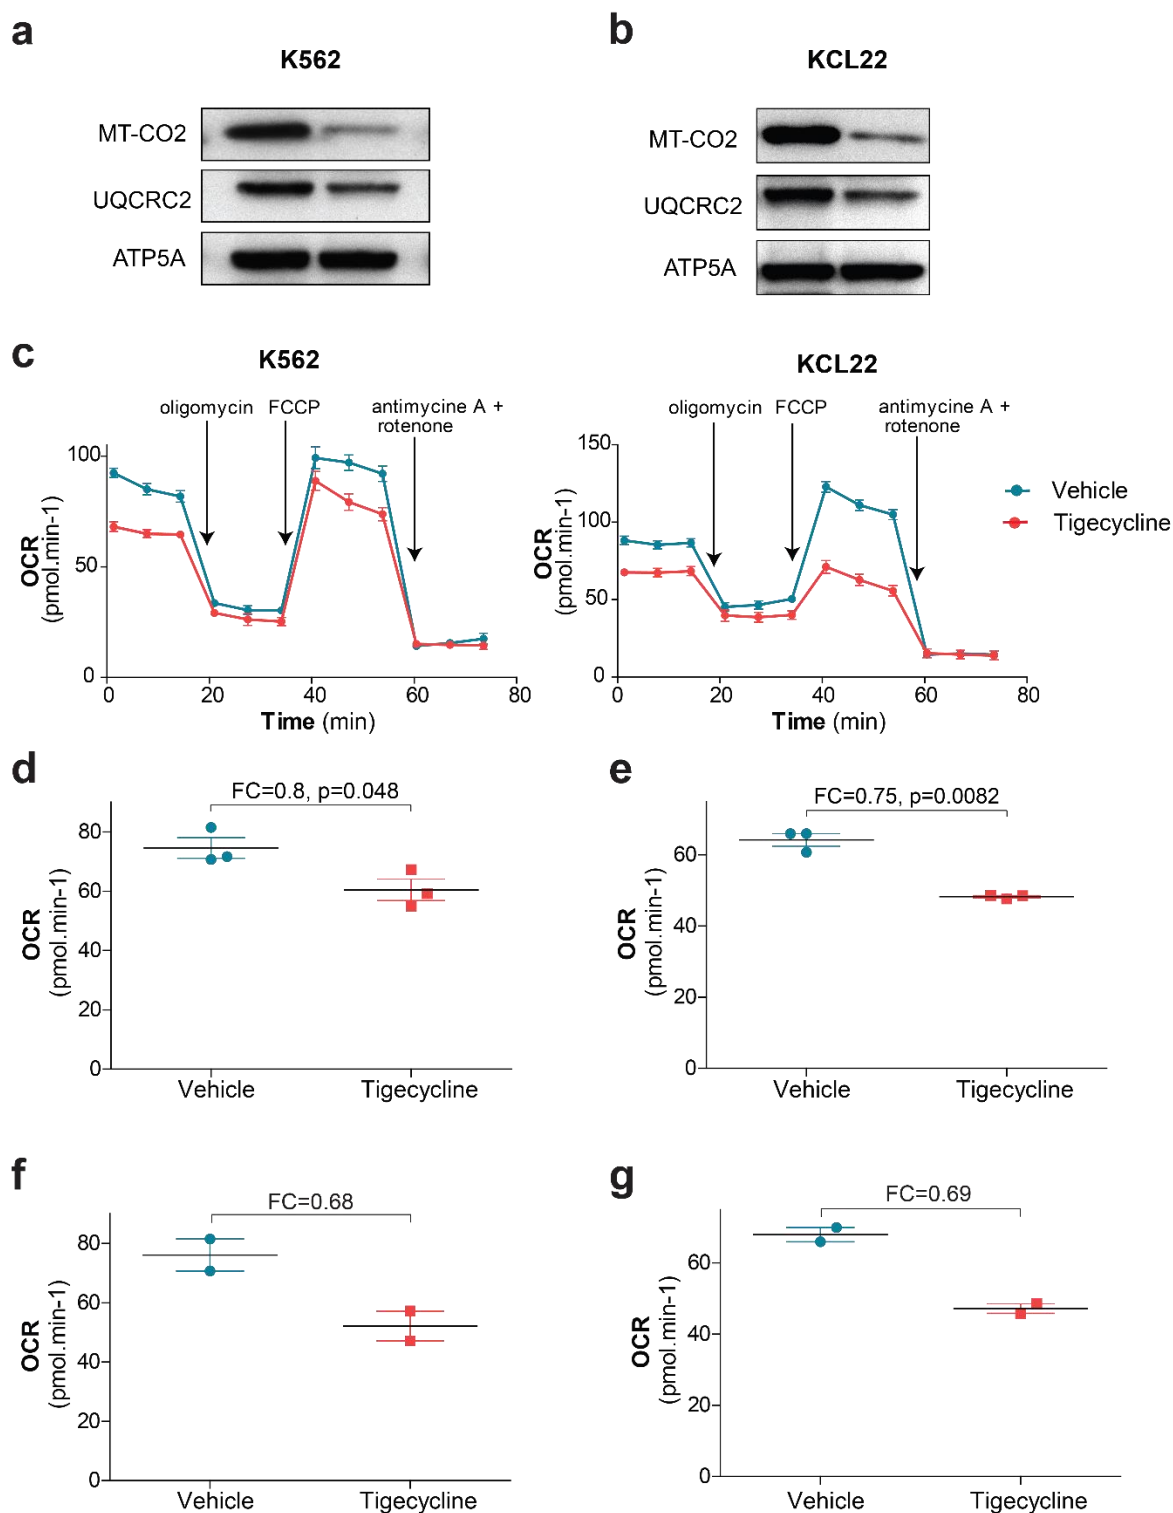 a
K562
MT-CO2
UQCRC2
ATP5A
b
KCL22
MT-CO2
UQCRC2
ATP5A
c
K562
oligomycin
FCCP
antimycine A +
rotenone
100
50
0
OCR
(pmol.min-1)
0
20
40
60
80
Time (min)
KCL22
oligomycin
FCCP
antimycine A +
rotenone
150
100
50
0
OCR
(pmol.min-1)
0
20
40
60
80
Time (min)
Vehicle
Tigecycline
d
FC=0.8, p=0.048
80
60
40
20
0
OCR
(pmol.min-1)
Vehicle
Tigecycline
e
FC=0.75, p=0.0082
60
40
20
0
OCR
(pmol.min-1)
Vehicle
Tigecycline
f
FC=0.68
80
60
40
20
0
OCR
(pmol.min-1)
Vehicle
Tigecycline
g
FC=0.69
60
40
20
0
OCR
(pmol.min-1)
Vehicle
Tigecycline